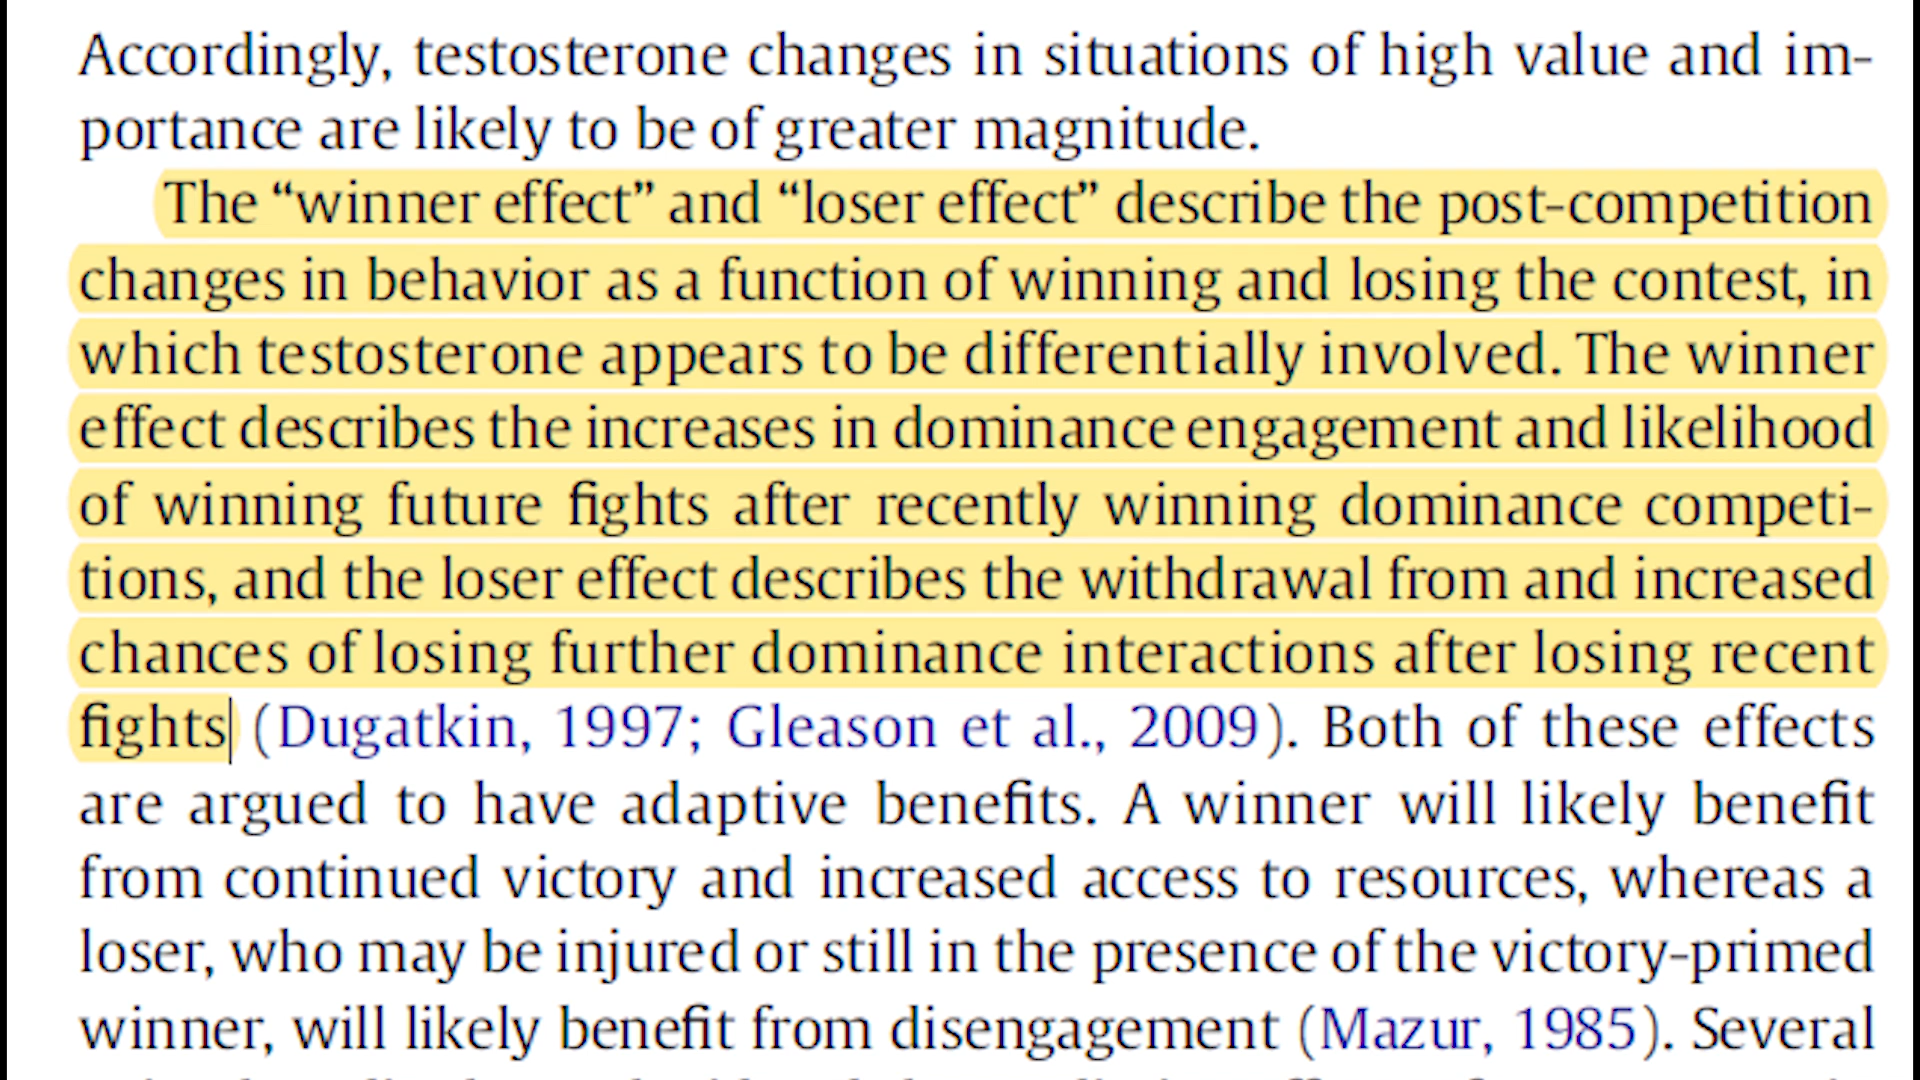 Accordingly, testosterone changes in situations of high value and im-
portance are likely to be of greater magnitude.
The “winner effect” and “loser effect” describe the post-competition
changes in behavior as a function of winning and losing the contest, in
which testosterone appears to be differentially involved. The winner
effect describes the increases in dominance engagement and likelihood
of winning future fights after recently winning dominance competi-
tions, and the loser effect describes the withdrawal from and increased
chances of losing further dominance interactions after losing recent
fights (Dugatkin, 1997; Gleason et al., 2009). Both of these effects
are argued to have adaptive benefits. A winner will likely benefit
from continued victory and increased access to resources, whereas a
loser, who may be injured or still in the presence of the victory-primed
winner, will likely benefit from disengagement (Mazur, 1985). Several